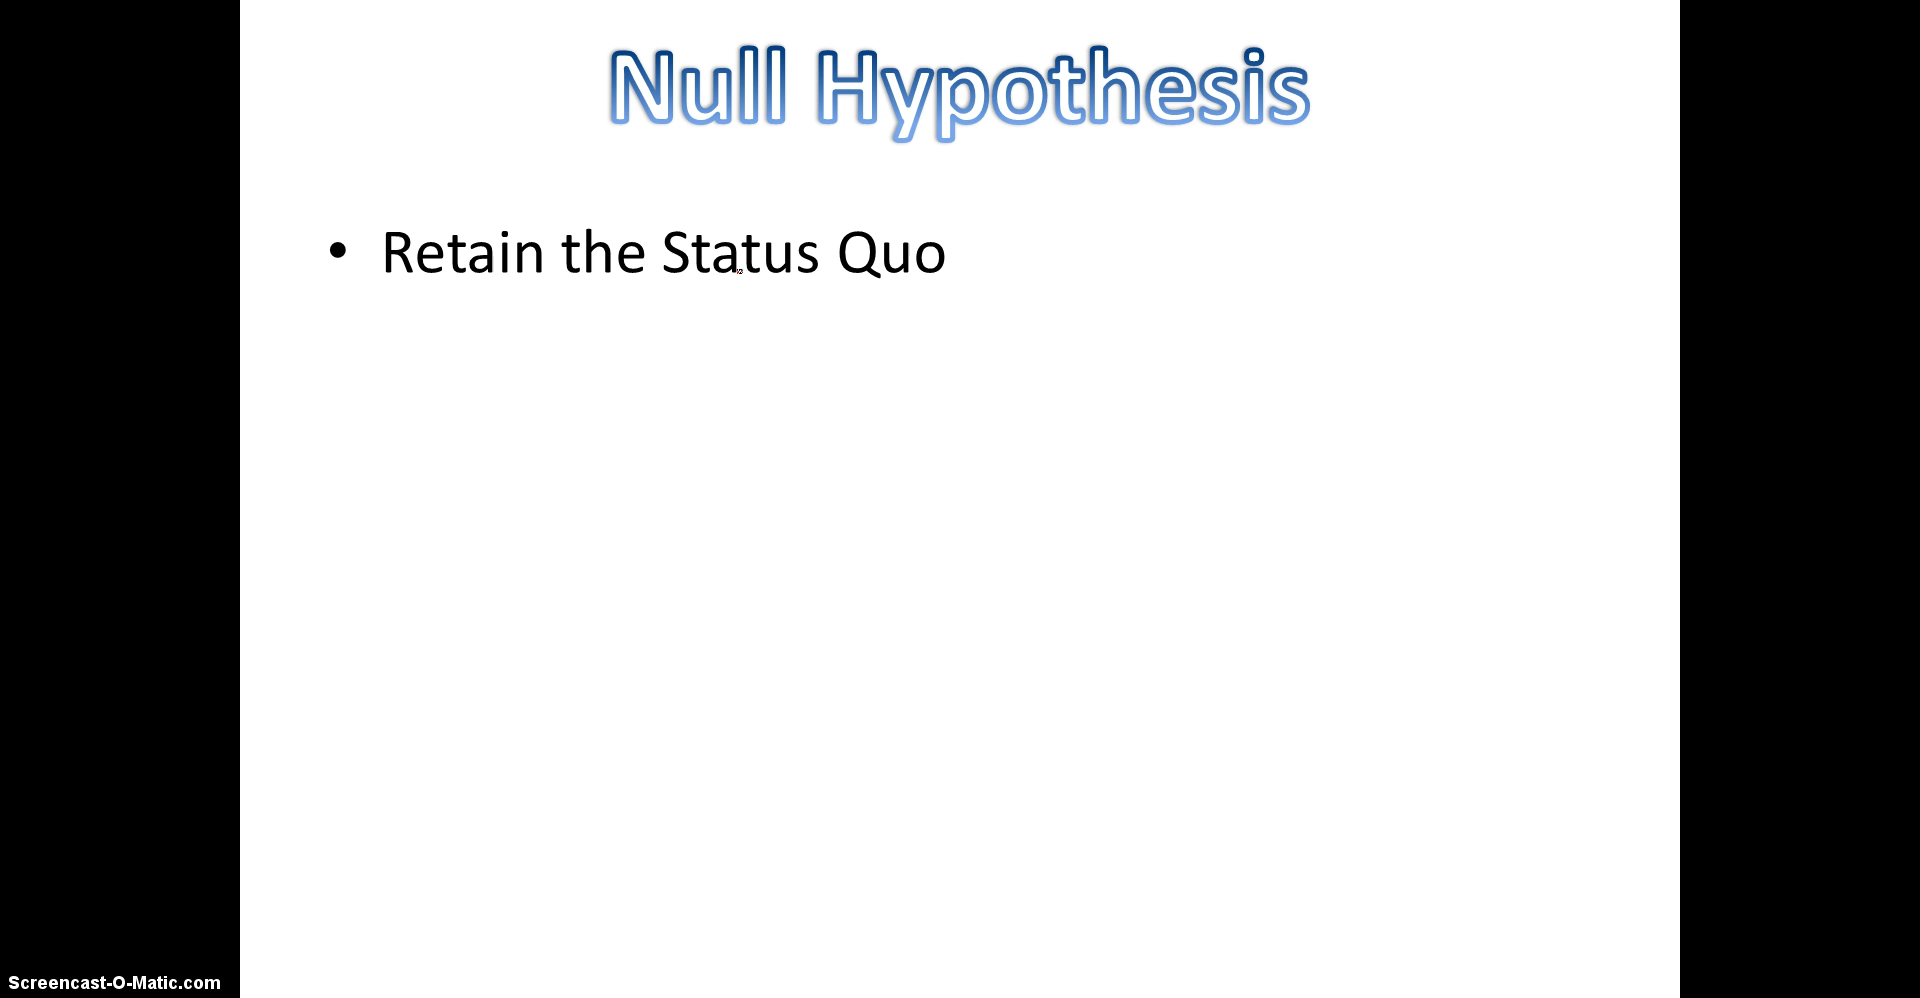 Null Hypothesis
• Retain the Status Quo
Screencast-O-Matic.com